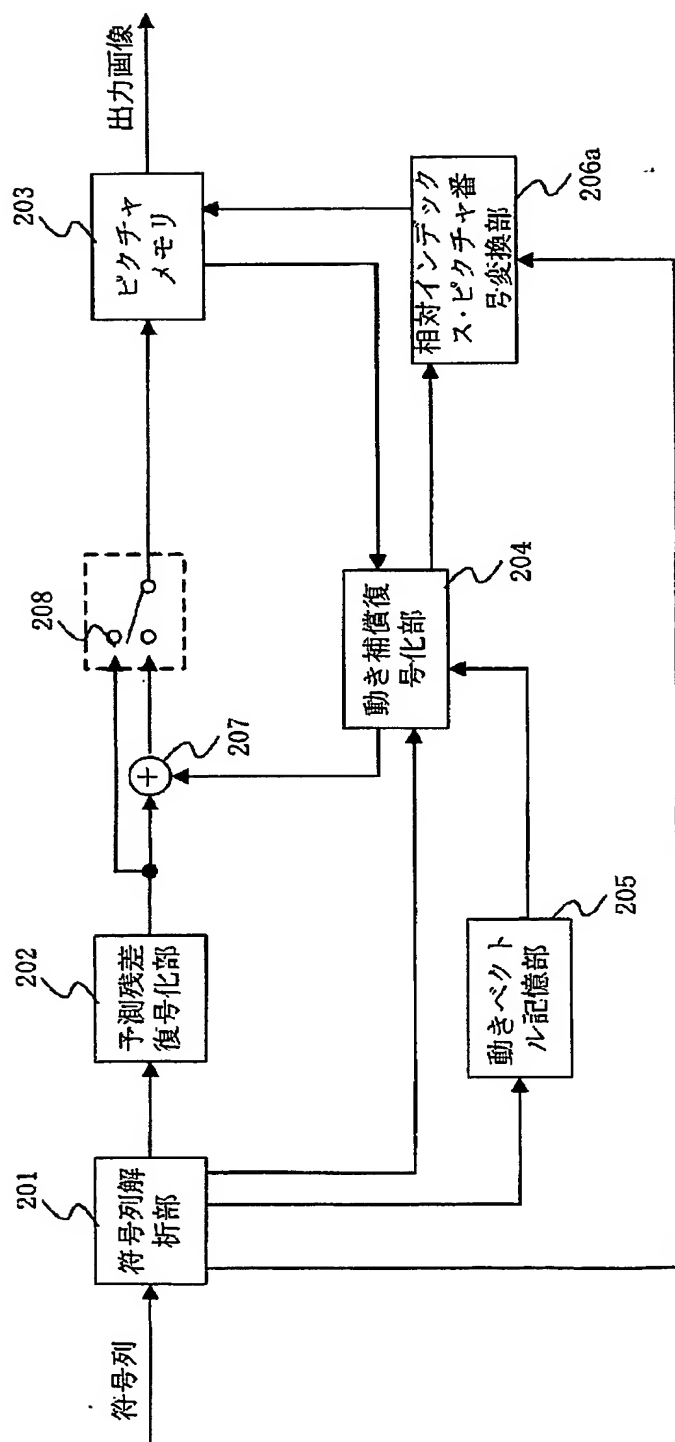 符号列
201
符号列解
析部
202
予測残差
復号化部
207
+
208
203
ピクチャ
メモリ
出力画像
204
動き補償復
号化部
205
動きベクト
ル記憶部
206a
相対インデック
ス・ピクチャ番
号変換部